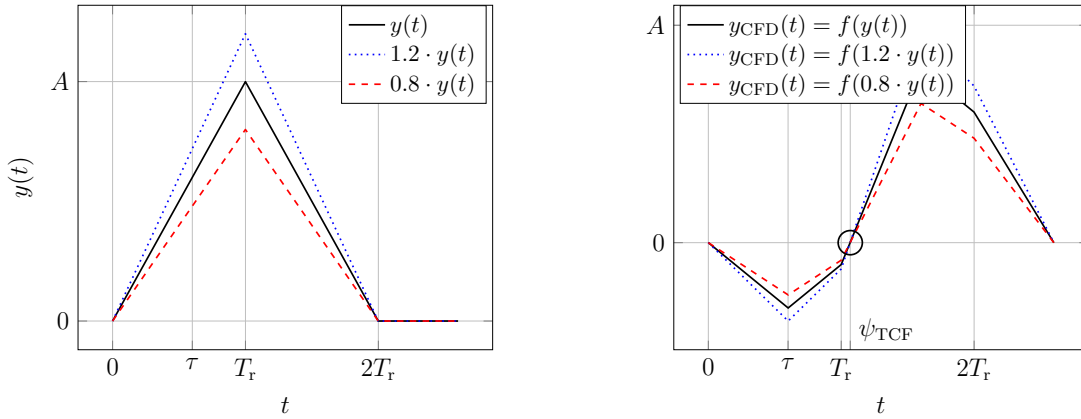 y(t)
1.2 · y(t)
0.8 · y(t)
A
0
y(t)
0
τ
T_r
2T_r
t
y_CFD(t) = f(y(t))
y_CFD(t) = f(1.2 · y(t))
y_CFD(t) = f(0.8 · y(t))
A
0
ψ_TCF
0
τ
T_r
2T_r
t